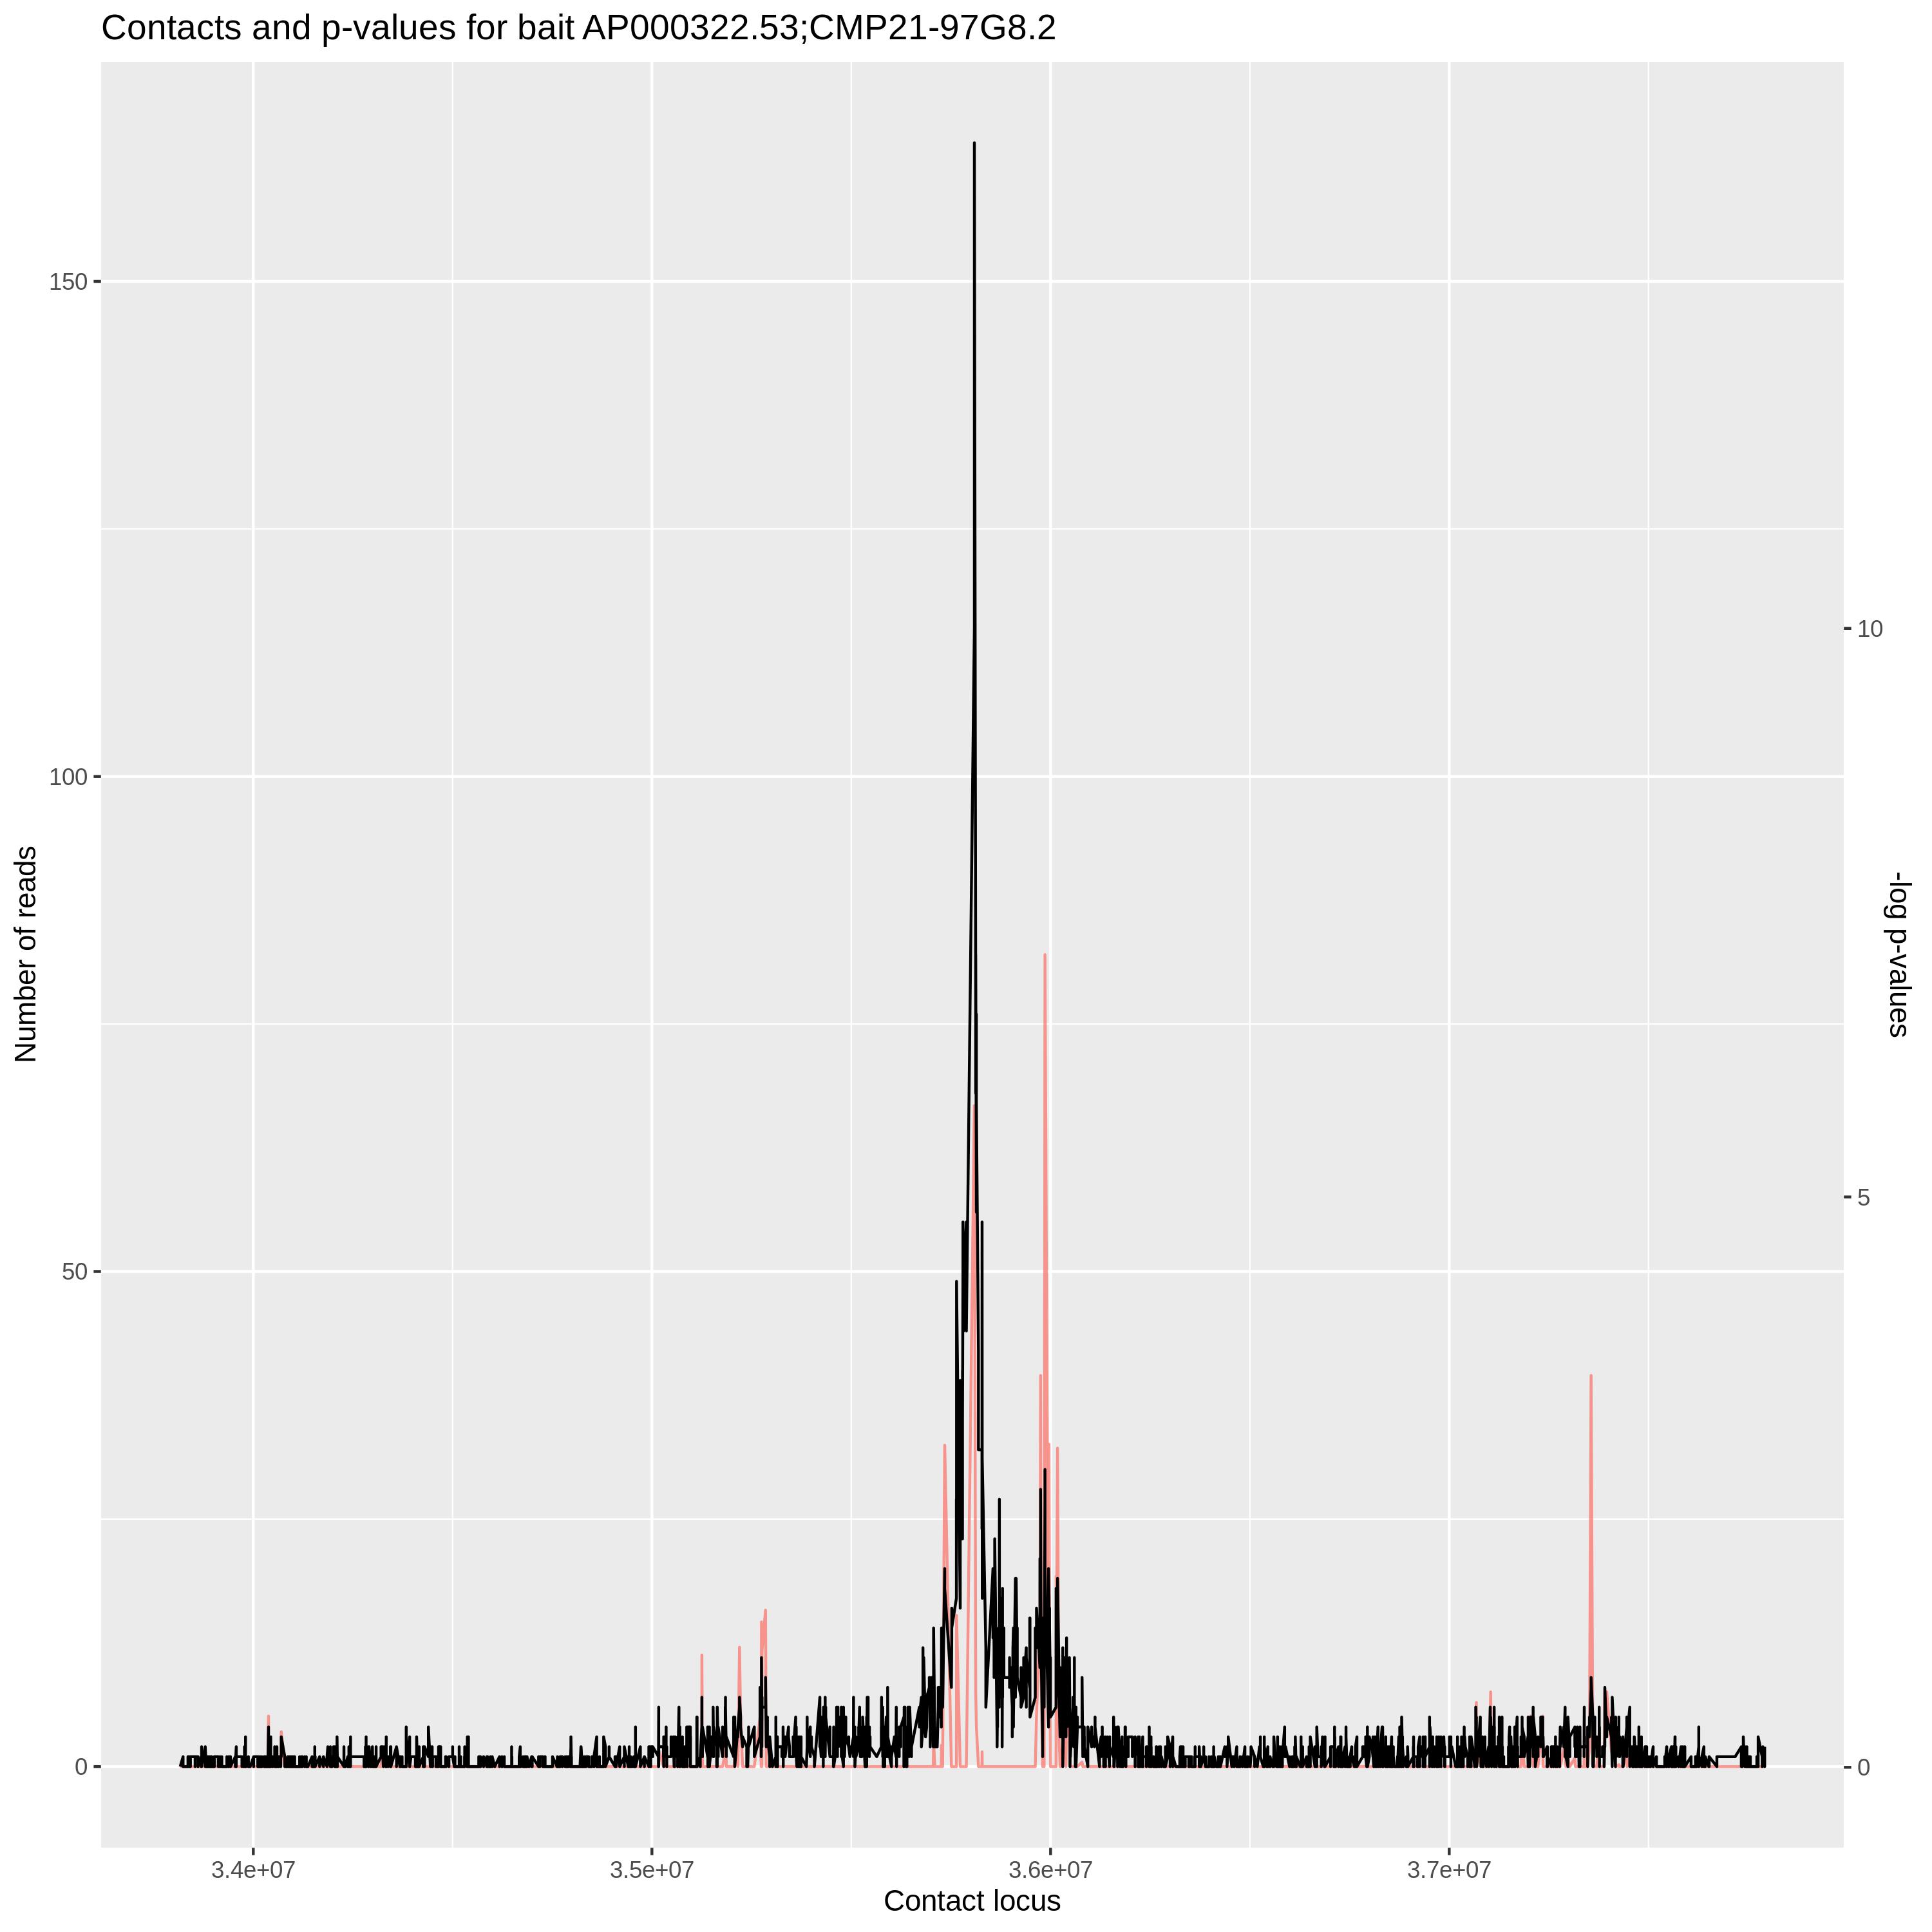 Contacts and p-values for bait AP000322.53;CMP21-97G8.2
150
100
50
0
Number of reads
10
5
0
-log p-values
3.4e+07
3.5e+07
3.6e+07
3.7e+07
Contact locus